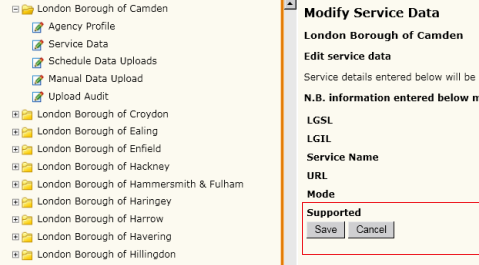 London Borough of Camden
Agency Profile
Service Data
Schedule Data Uploads
Manual Data Upload
Upload Audit
London Borough of Croydon
London Borough of Ealing
London Borough of Enfield
London Borough of Hackney
London Borough of Hammersmith & Fulham
London Borough of Haringey
London Borough of Harrow
London Borough of Havering
London Borough of Hillingdon
Modify Service Data
London Borough of Camden
Edit service data
Service details entered below will be
N.B. information entered below
LGSL
LGIL
Service Name
URL
Mode
Supported
Save Cancel